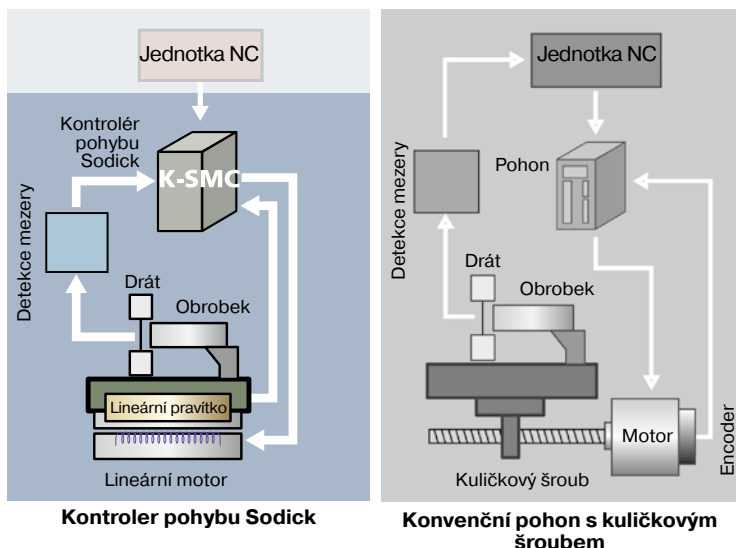 Jednotka NC
Kontrolér
pohybu
Sodick
K-SMC
Detekce mezery
Drát
Obrobek
Lineární pravítko
Lineární motor
Kontroler pohybu Sodick
Jednotka NC
Pohon
Detekce mezery
Drát
Obrobek
Motor
Encoder
Kuličkový šroub
Konvenční pohon s kuličkovým
šroubem